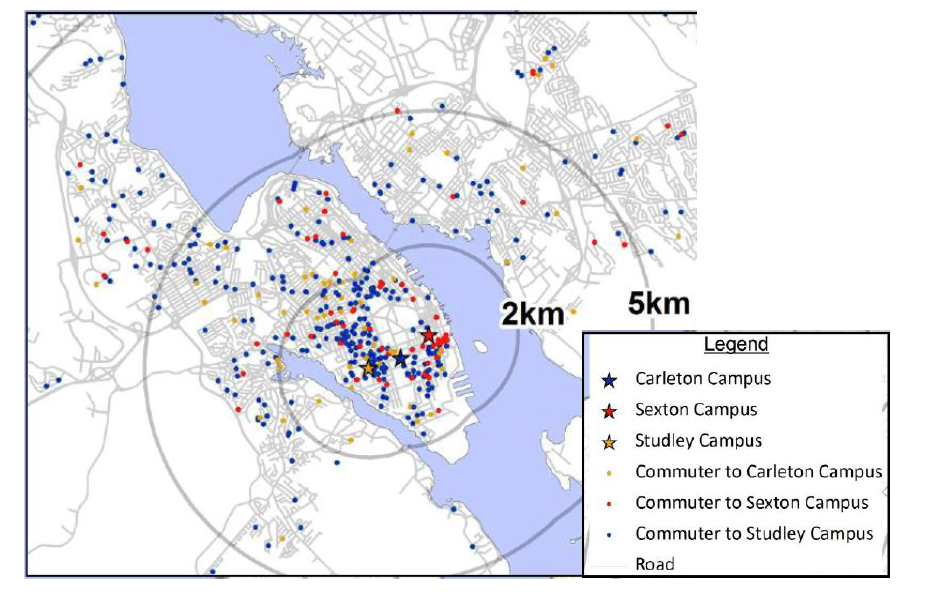 2km
5km
Legend
Carleton Campus
Sexton Campus
Studley Campus
Commuter to Carleton Campus
Commuter to Sexton Campus
Commuter to Studley Campus
Road